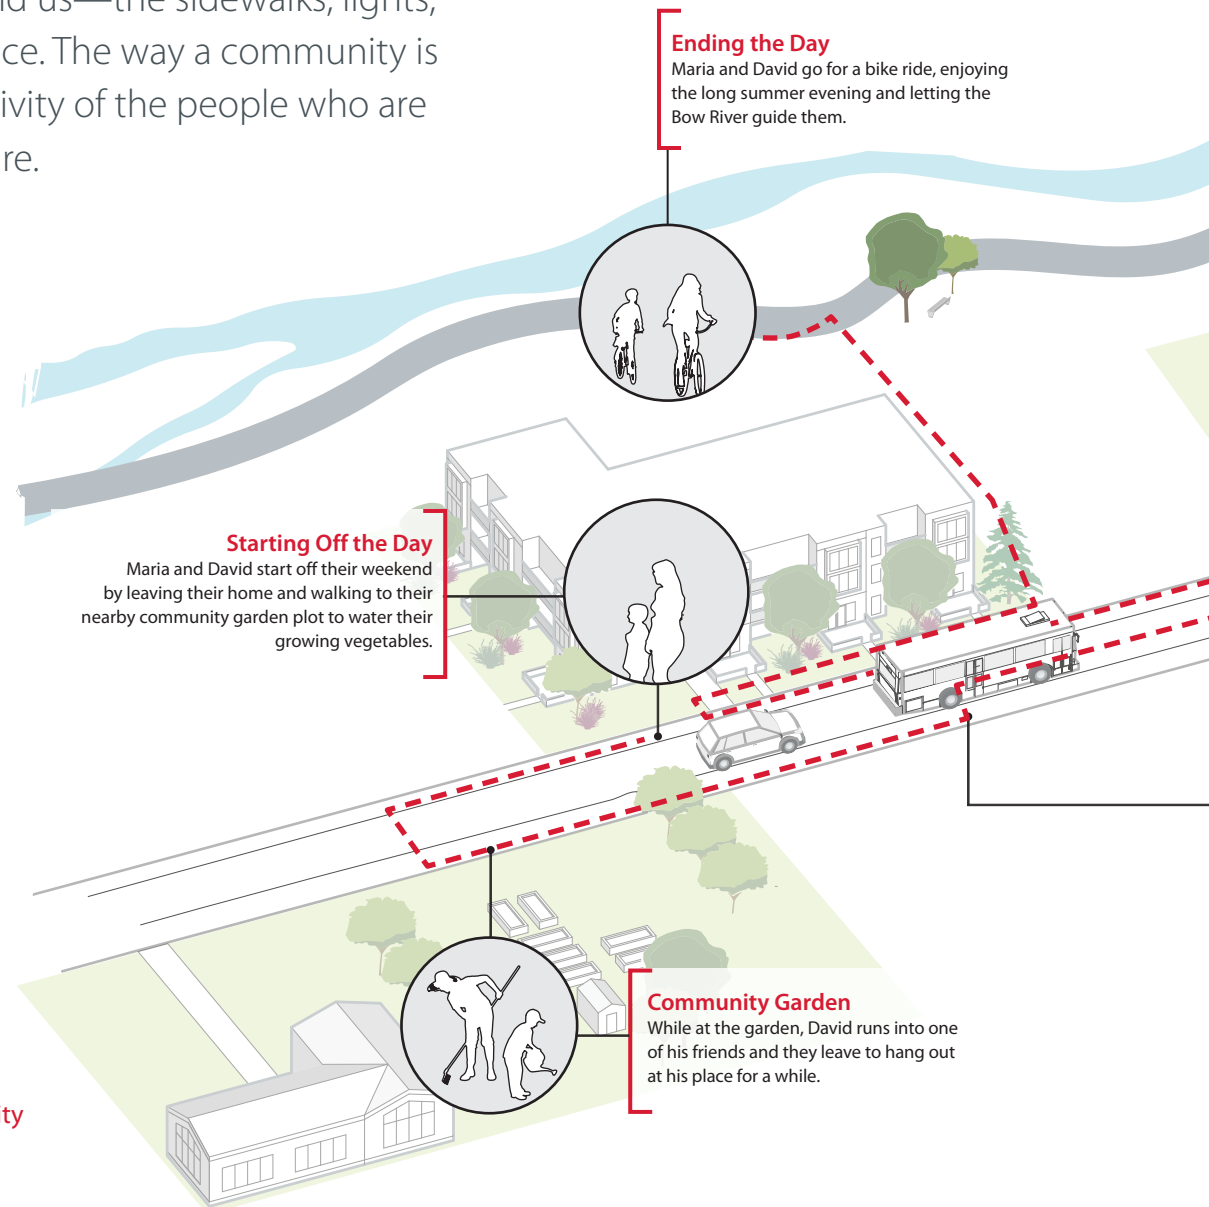 the sidewalks, lights,
The way a community is
of the people who are
Ending the Day
Maria and David go for a bike ride, enjoying
the long summer evening and letting the
Bow River guide them.
Starting Off the Day
Maria and David start off their weekend
by leaving their home and walking to their
nearby community garden plot to water their
growing vegetables.
Community Garden
While at the garden, David runs into one
of his friends and they leave to hang out
at his place for a while.